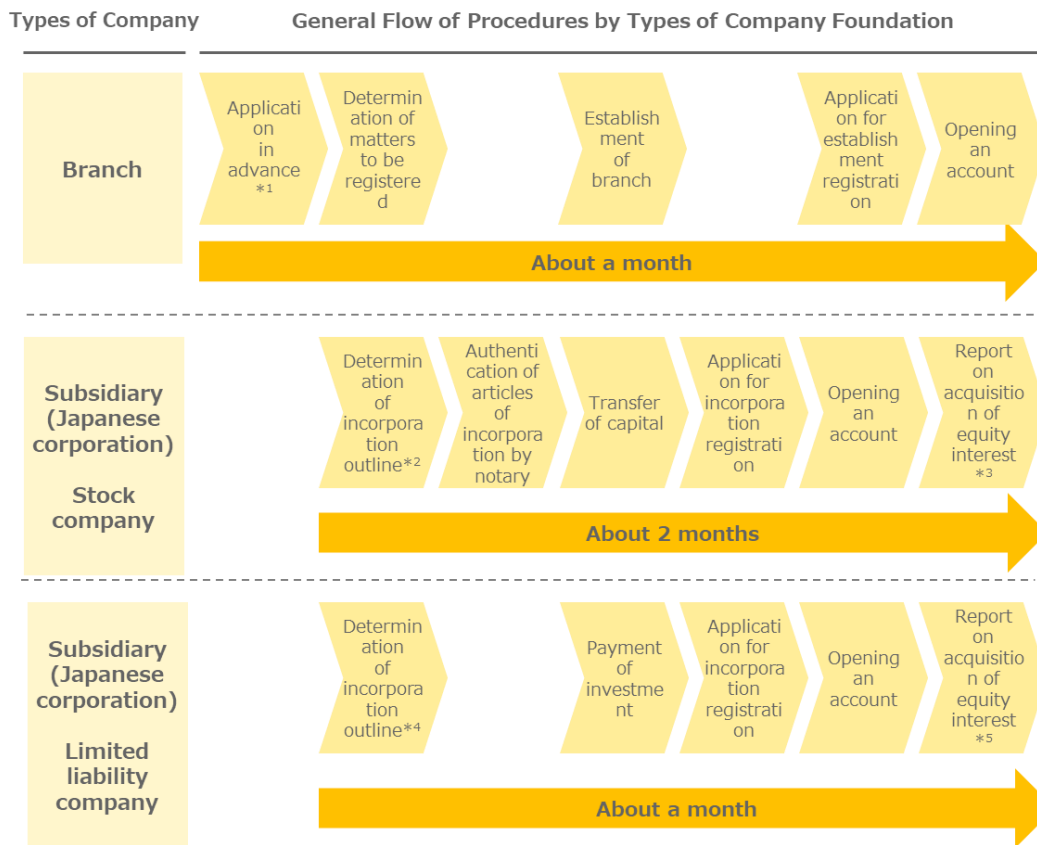 Types of Company
General Flow of Procedures by Types of Company Foundation
Branch
Applicati
on
in
advance
*1
Determin
ation of
matters
to be
registere
d
Establish
ment
of
branch
Applicati
on for
establish
ment
registrati
on
Opening
an
account
About a month
Subsidiary
(Japanese
corporation)
Stock
company
Determin
ation
of
incorpora
tion
outline*2
Authenti
cation of
articles
of
incorpora
tion by
notary
Transfer
of capital
Applicati
on for
incorpora
tion
registrati
on
Opening
an
account
Report
on
acquisitio
n of
equity
interest
*3
About 2 months
Subsidiary
(Japanese
corporation)
Limited
liability
company
Determin
ation
of
incorpora
tion
outline*4
Payment
of
investme
nt
Applicati
on for
incorpora
tion
registrati
on
Opening
an
account
Report
on
acquisitio
n of
equity
interest
*5
About a month